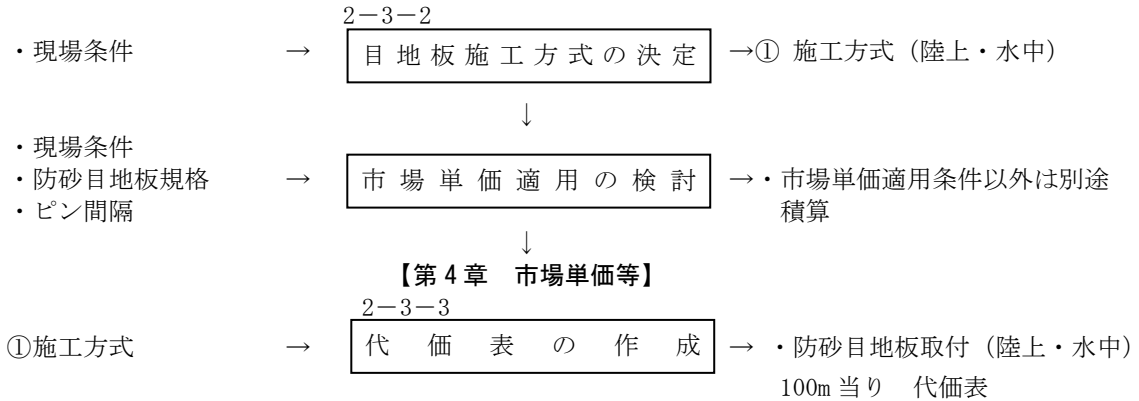 2－3－2
・現場条件 → 目地板施工方式の決定 →① 施工方式（陸上・水中）
↓
・現場条件
・防砂目地板規格 → 市場単価適用の検討 →・市場単価適用条件以外は別途
・ピン間隔 積算
↓
【第４章 市場単価等】
2－3－3
①施工方式 → 代価表の作成 → ・防砂目地板取付（陸上・水中）
100m 当り 代価表